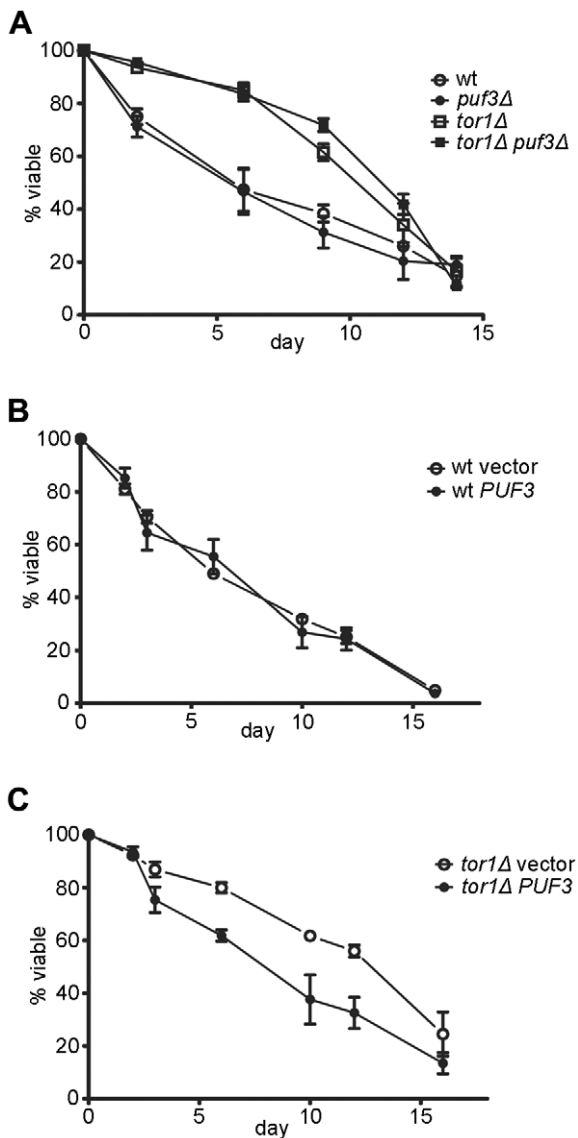 A
100
80
60
40
20
0
% viable
0 5 10 15
day
wt
puf3Δ
tor1Δ
tor1Δ puf3Δ
B
100
80
60
40
20
0
% viable
0 5 10 15
day
wt vector
wt PUF3
C
100
80
60
40
20
0
% viable
0 5 10 15
day
tor1Δ vector
tor1Δ PUF3